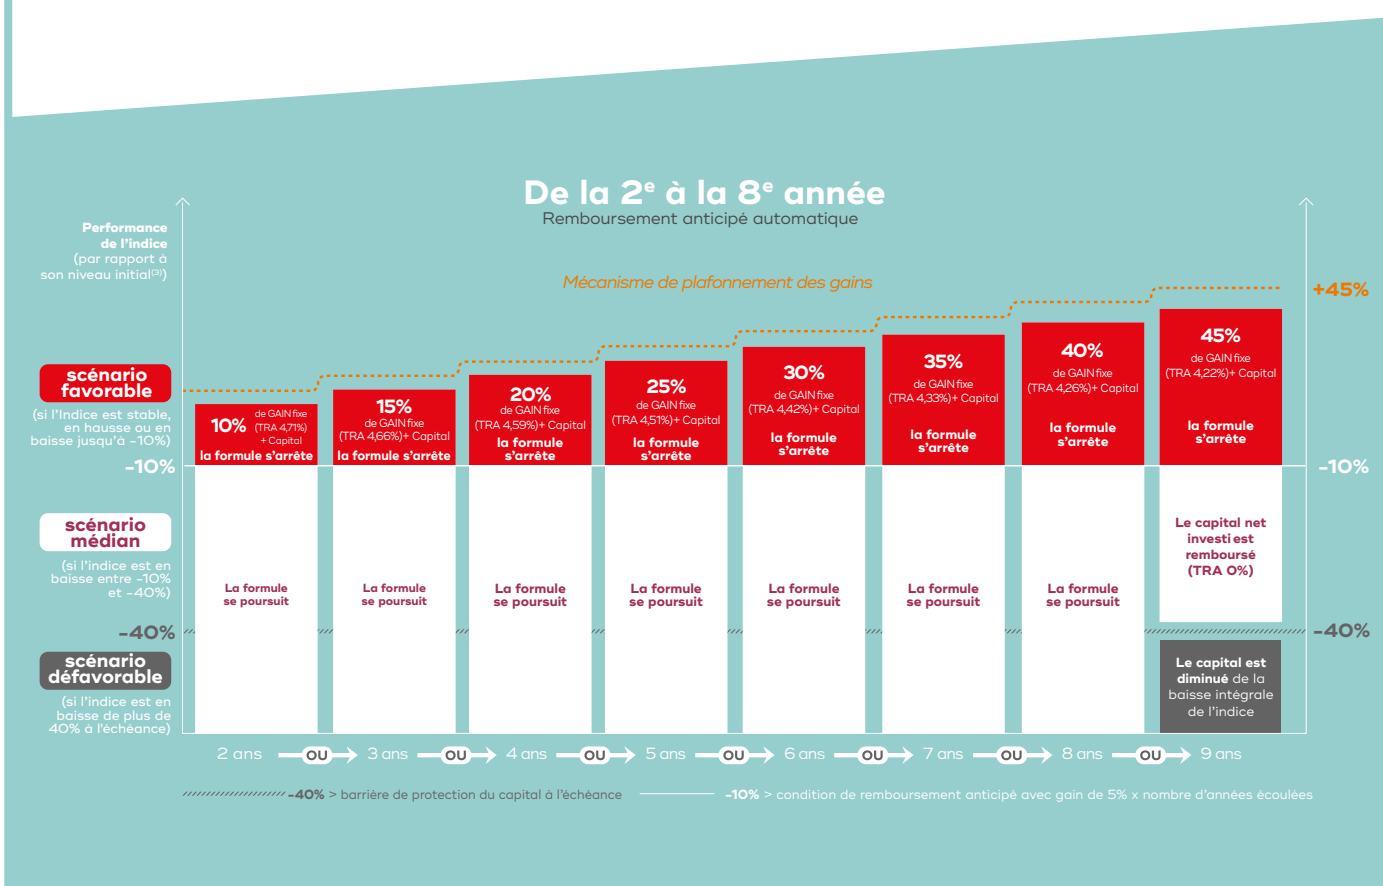 De la 2e à la 8e année
Remboursement anticipé automatique
Performance
de l'indice
(par rapport à
son niveau initial(3))
Mécanisme de plafonnement des gains
+45%
scénario
favorable
(si l'Indice est stable,
en hausse ou en
baisse jusqu'à -10%)
-10%
10%
de GAIN fixe
(TRA 4,71%)
+ Capital
la formule s'arrête
15%
de GAIN fixe
(TRA 4,66%)+ Capital
la formule s'arrête
20%
de GAIN fixe
(TRA 4,59%)+ Capital
la formule
s'arrête
25%
de GAIN fixe
(TRA 4,51%)+ Capital
la formule
s'arrête
30%
de GAIN fixe
(TRA 4,42%)+ Capital
la formule
s'arrête
35%
de GAIN fixe
(TRA 4,33%)+ Capital
la formule
s'arrête
40%
de GAIN fixe
(TRA 4,26%)+ Capital
la formule
s'arrête
45%
de GAIN fixe
(TRA 4,22%)+ Capital
la formule
s'arrête
-10%
scénario
médian
(si l'indice est en
baisse entre -10%
et -40%)
La formule
se poursuit
La formule
se poursuit
La formule
se poursuit
La formule
se poursuit
La formule
se poursuit
La formule
se poursuit
La formule
se poursuit
Le capital net
investi est
remboursé
(TRA 0%)
-40%
-40%
scénario
défavorable
(si l'indice est en
baisse de plus de
40% à l'échéance)
Le capital est
diminué de la
baisse intégrale
de l'indice
2 ans OU 3 ans OU 4 ans OU 5 ans OU 6 ans OU 7 ans OU 8 ans OU 9 ans
-40% > barrière de protection du capital à l'échéance
-10% > condition de remboursement anticipé avec gain de 5% x nombre d'années écoulées